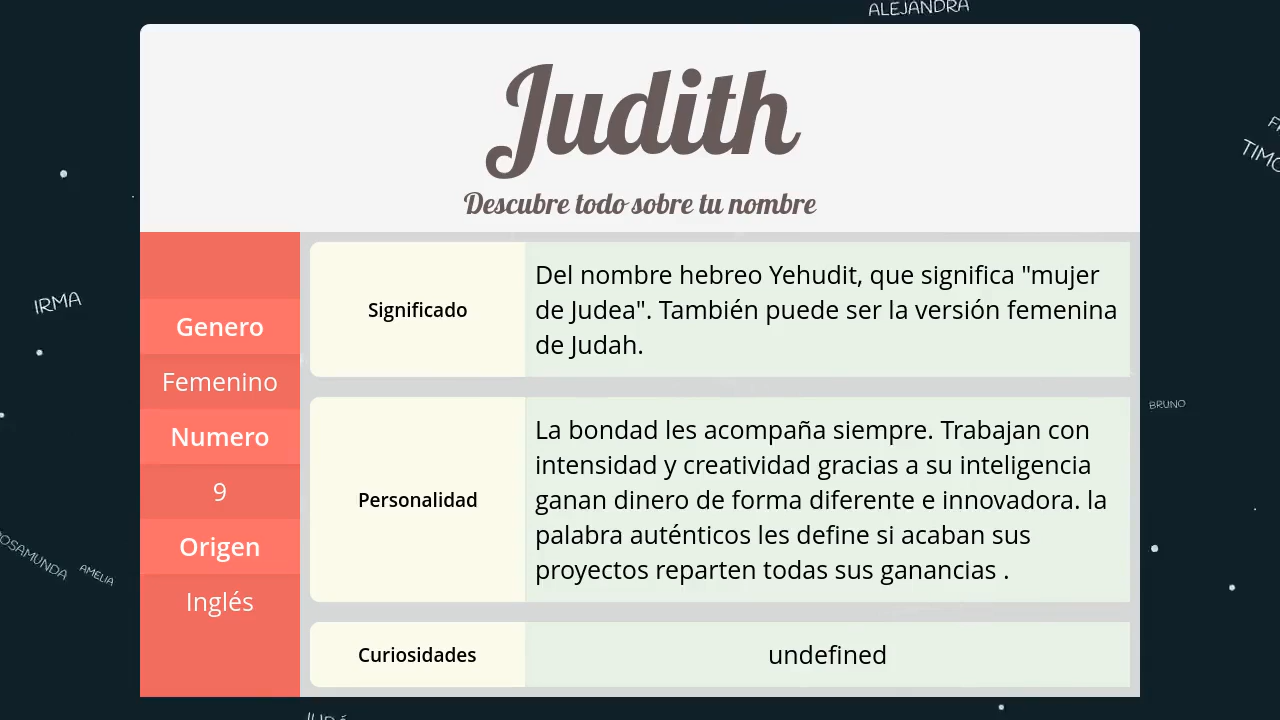 ALEJANDRA
Judith
Descubre todo sobre tu nombre
TIMO
IRMA
Genero
Femenino
Numero
9
Origen
Inglés
Significado
Del nombre hebreo Yehudit, que significa "mujer
de Judea". También puede ser la versión femenina
de Judah.
Personalidad
La bondad les acompaña siempre. Trabajan con
intensidad y creatividad gracias a su inteligencia
ganan dinero de forma diferente e innovadora. la
palabra auténticos les define si acaban sus
proyectos reparten todas sus ganancias .
Curiosidades
undefined
BRUNO
OSAMUNDA
AMELIA